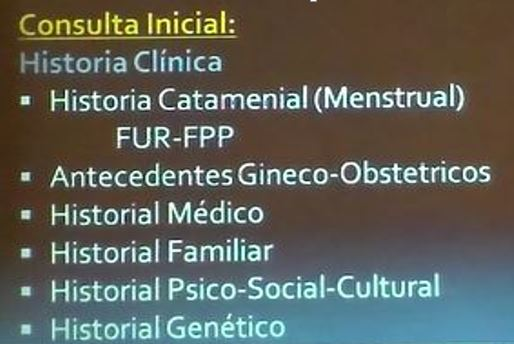 Consulta Inicial:
Historia Clínica
▪ Historia Catamenial (Menstrual)
FUR-FPP
▪ Antecedentes Gineco-Obstetricos
▪ Historial Médico
▪ Historial Familiar
▪ Historial Psico-Social-Cultural
▪ Historial Genético